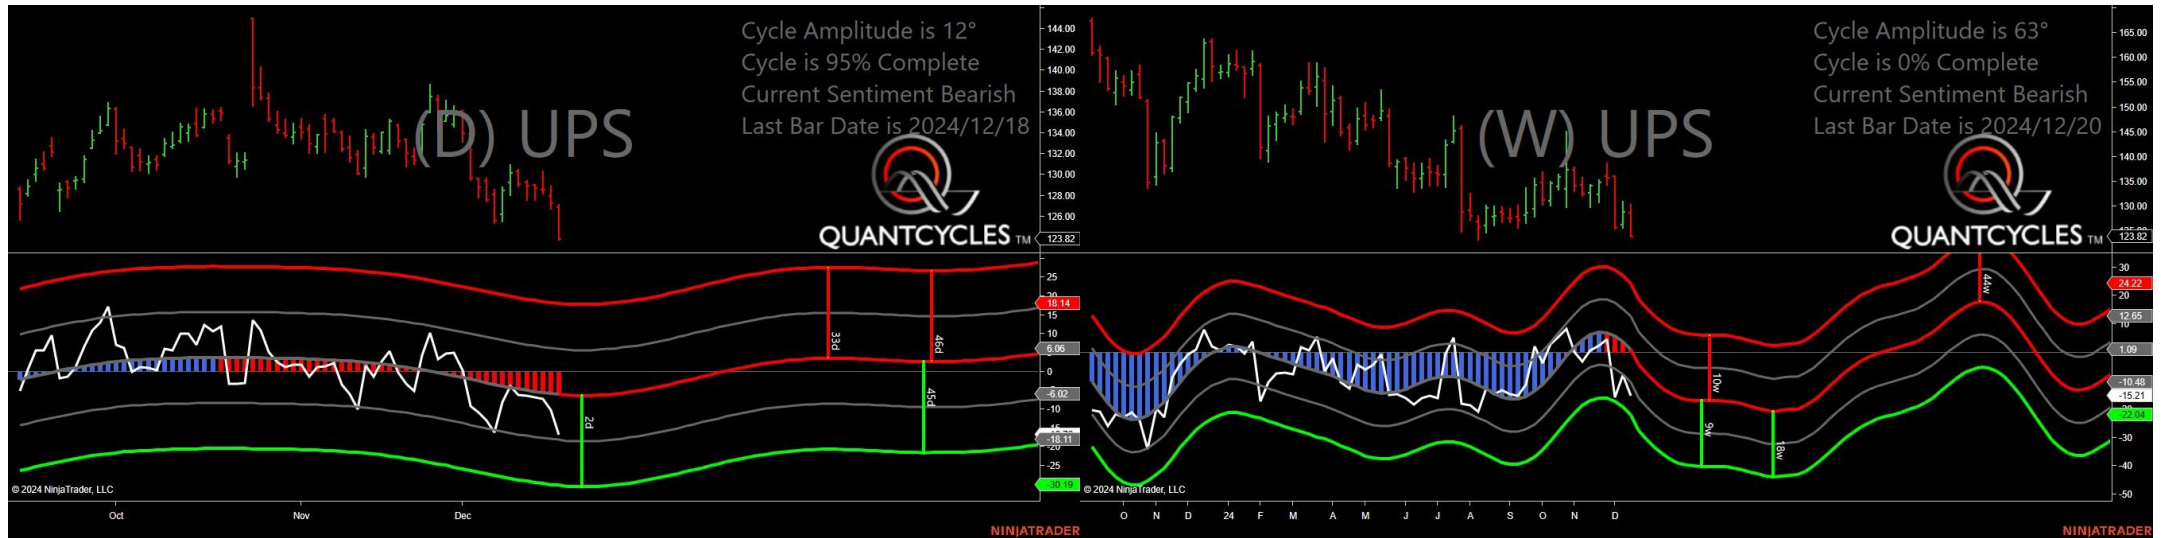 Cycle Amplitude is 12°
Cycle is 95% Complete
Current Sentiment Bearish
Last Bar Date is 2024/12/18
(D) UPS
QUANTCYCLES TM
144.00
142.00
140.00
138.00
136.00
134.00
132.00
130.00
128.00
126.00
123.82
25
20
18.14
15
10
6.06
0
-6.02
-10
-18.11
-20
-25
-30.19
33d
46d
45d
2d
© 2024 NinjaTrader, LLC
Oct Nov Dec
NINJATRADER
Cycle Amplitude is 63°
Cycle is 0% Complete
Current Sentiment Bearish
Last Bar Date is 2024/12/20
(W) UPS
QUANTCYCLES TM
165.00
160.00
155.00
150.00
145.00
140.00
135.00
130.00
123.82
30
24.22
20
12.65
10
1.09
-10.48
-15.21
-22.04
-30
-40
-50
44w
10w
9w
18w
© 2024 NinjaTrader, LLC
O N D 24 F M A M J J A S O N D
NINJATRADER